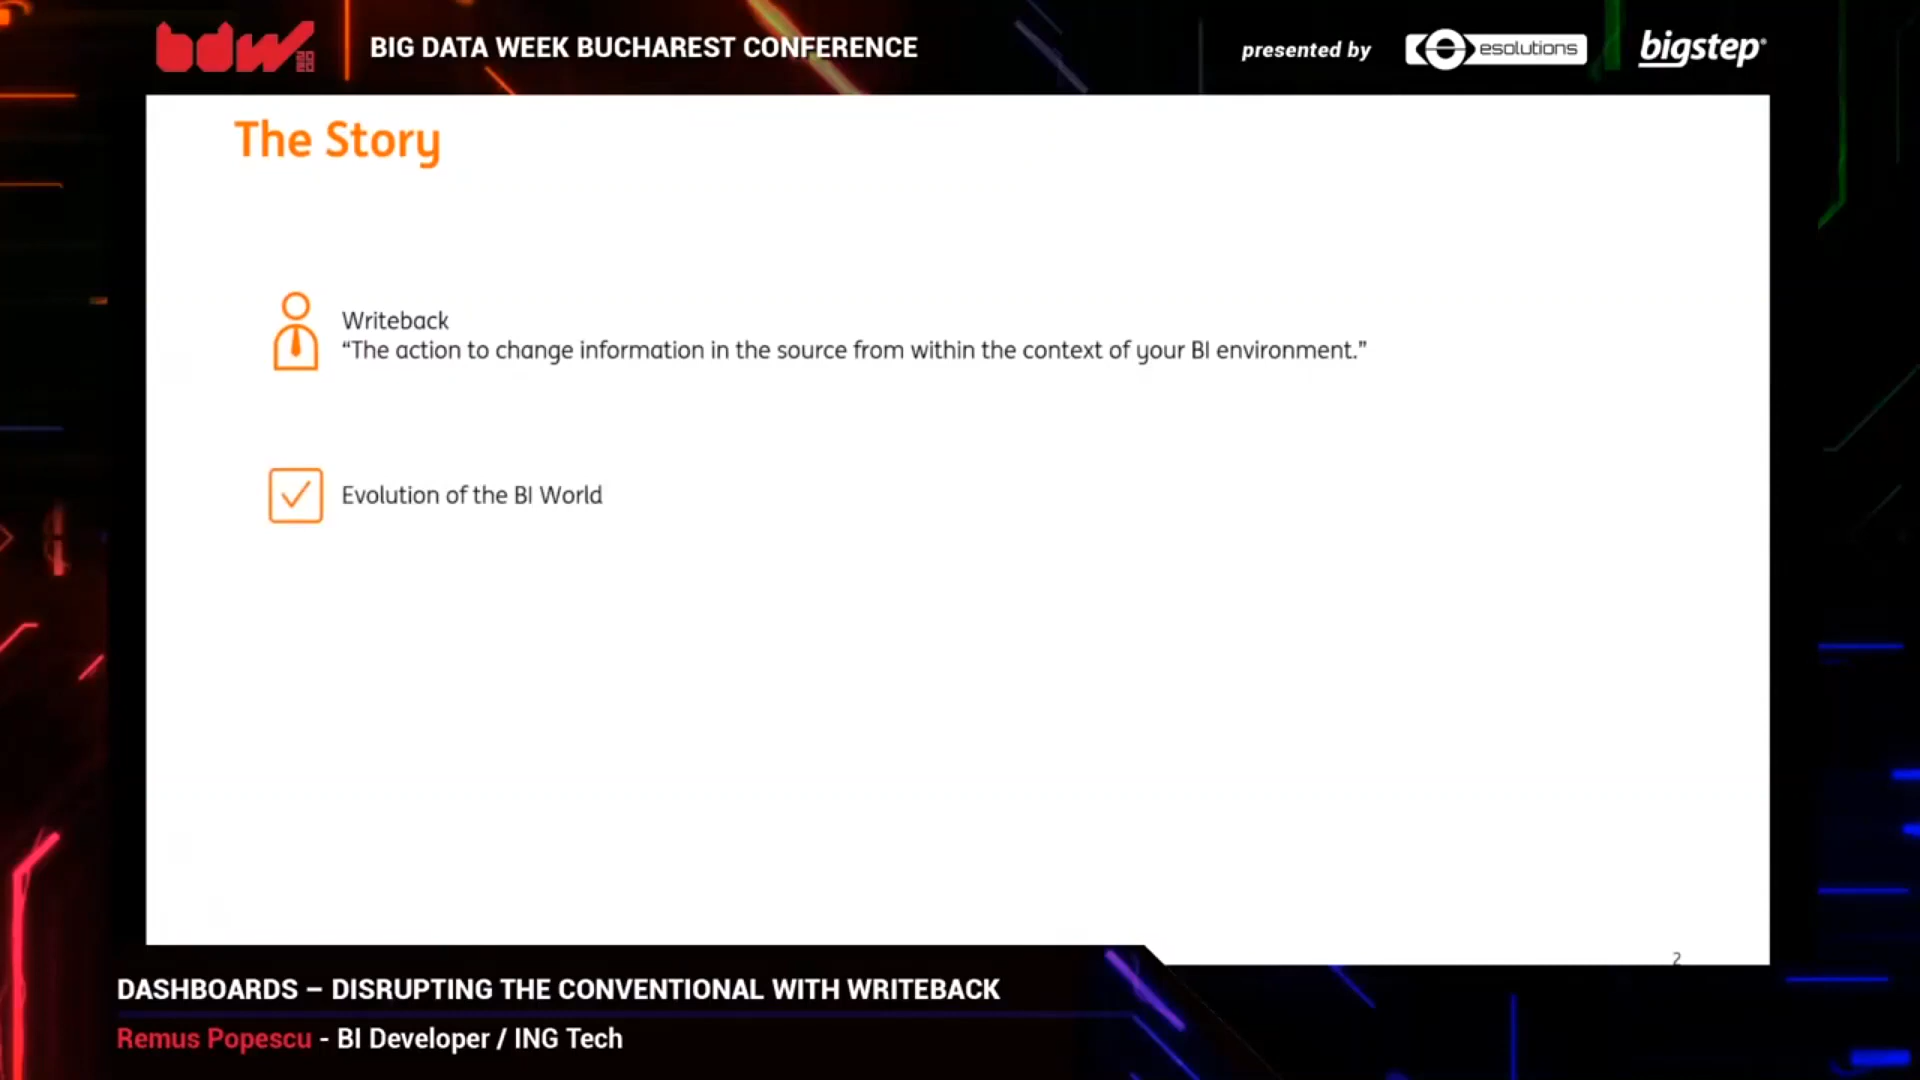 bdw
BIG DATA WEEK BUCHAREST CONFERENCE
presented by
esolutions
bigstep
The Story
Writeback
“The action to change information in the source from within the context of your BI environment.”
Evolution of the BI World
2
DASHBOARDS – DISRUPTING THE CONVENTIONAL WITH WRITEBACK
Remus Popescu - BI Developer / ING Tech